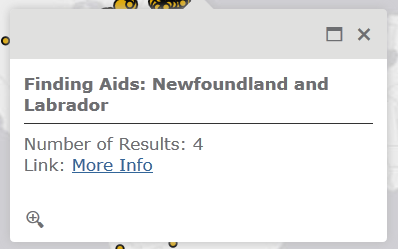 Finding Aids: Newfoundland and
Labrador
Number of Results: 4
Link: More Info